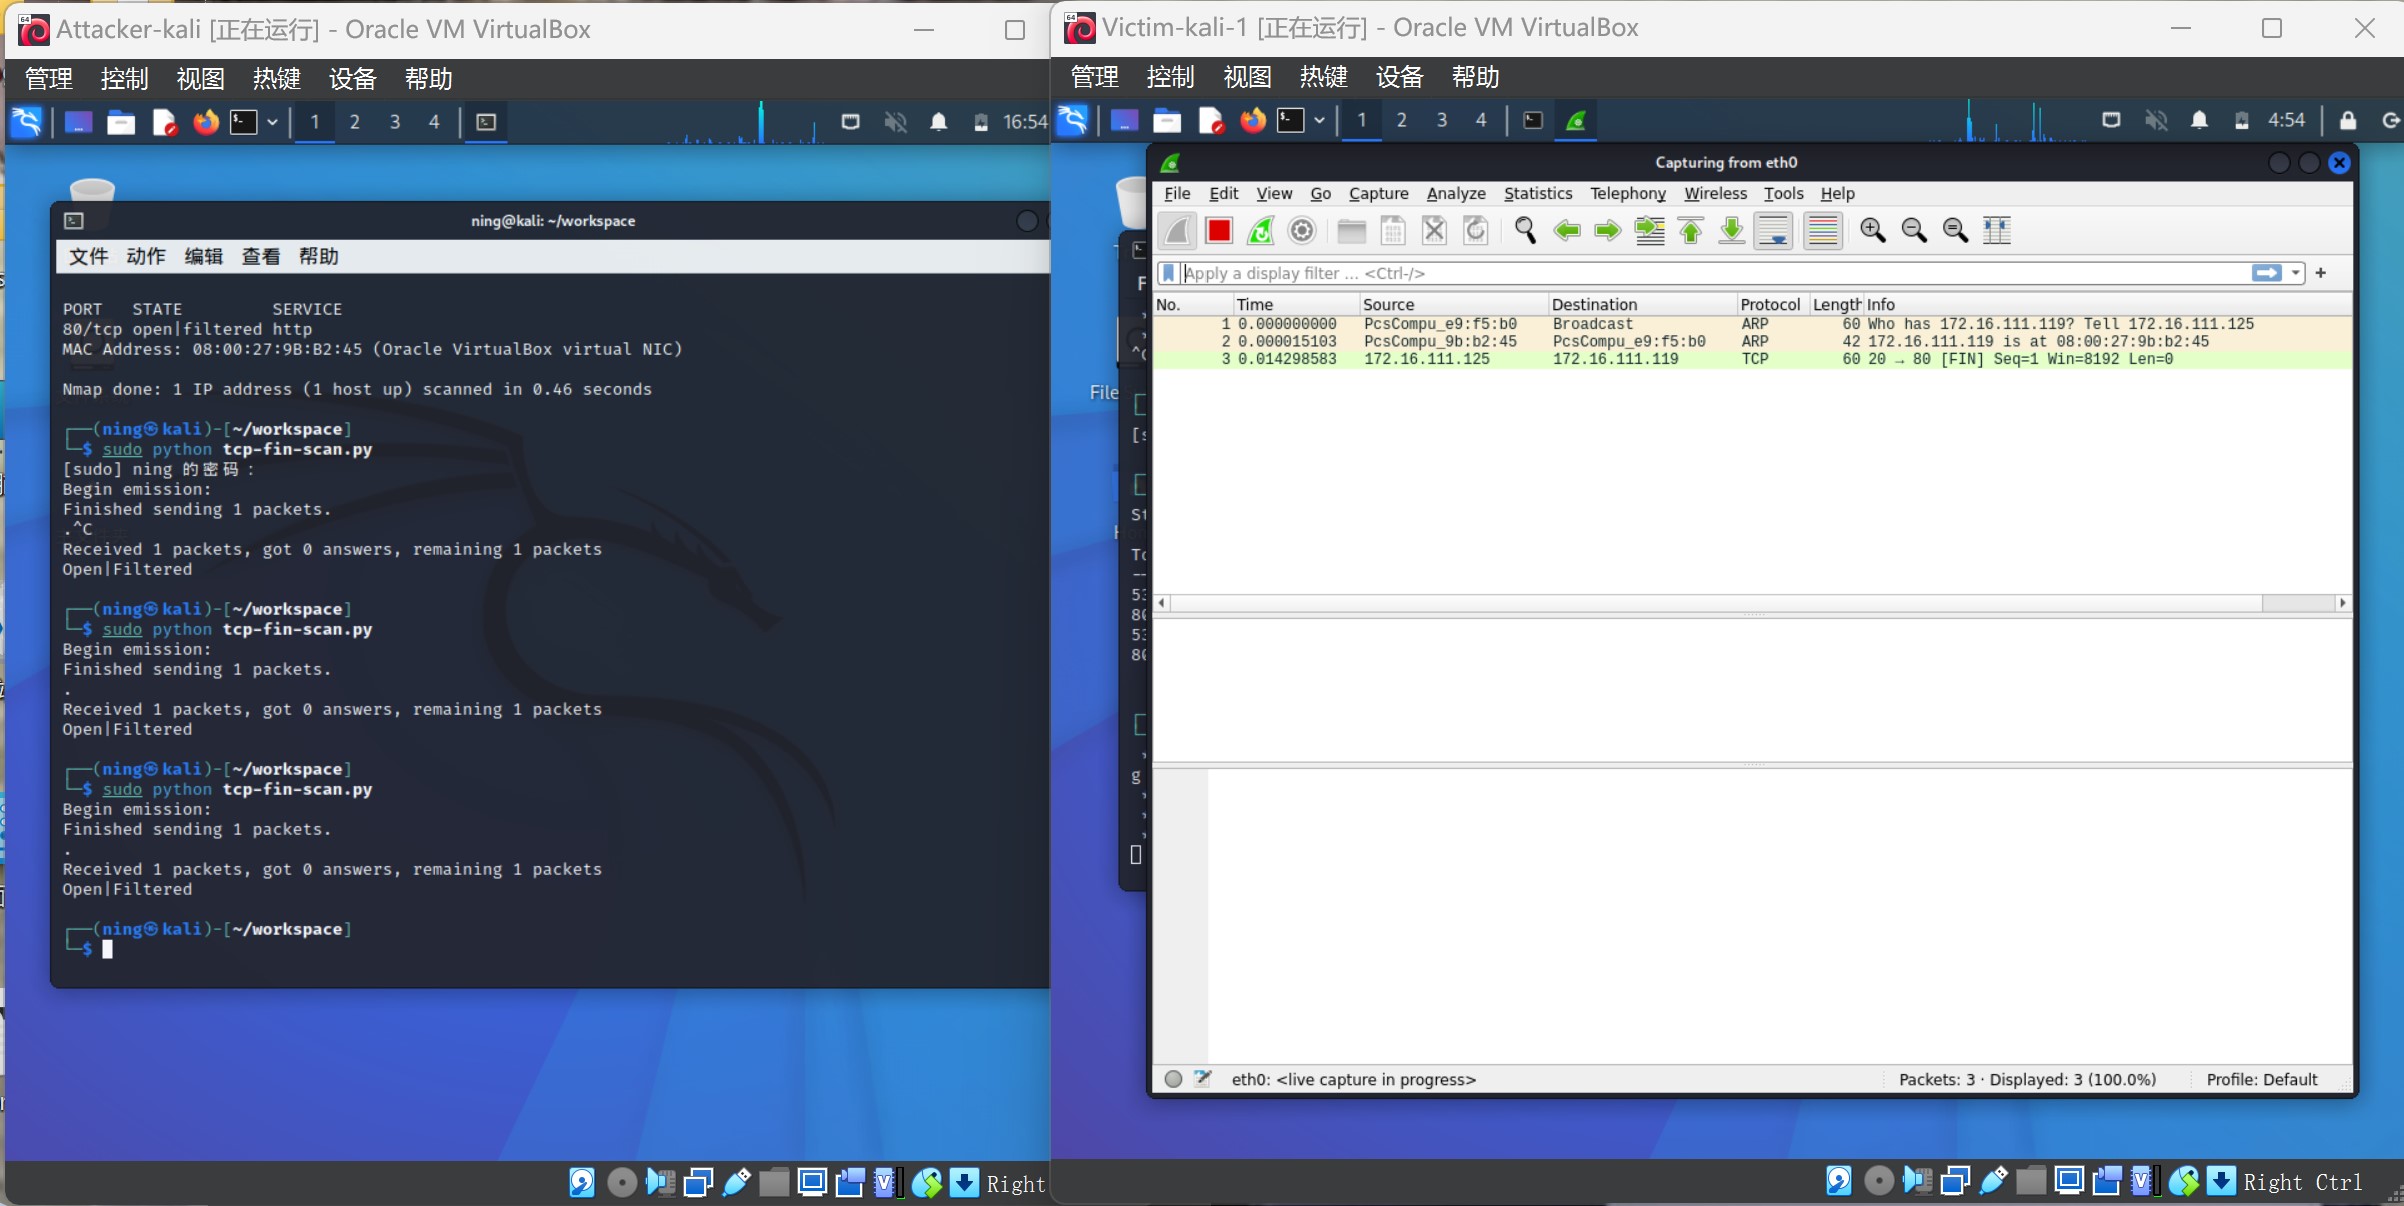 Attacker-kali [正在运行] - Oracle VM VirtualBox
管理 控制 视图 热键 设备 帮助
1 2 3 4 16:54
ning@kali: ~/workspace
文件 动作 编辑 查看 帮助
PORT STATE SERVICE
80/tcp open|filtered http
MAC Address: 08:00:27:9B:B2:45 (Oracle VirtualBox virtual NIC)
Nmap done: 1 IP address (1 host up) scanned in 0.46 seconds
┌──(ning㉿kali)-[~/workspace]
└─$ sudo python tcp-fin-scan.py
[sudo] ning 的密码：
Begin emission:
Finished sending 1 packets.
.^C
Received 1 packets, got 0 answers, remaining 1 packets
Open|Filtered
┌──(ning㉿kali)-[~/workspace]
└─$ sudo python tcp-fin-scan.py
Begin emission:
Finished sending 1 packets.
.
Received 1 packets, got 0 answers, remaining 1 packets
Open|Filtered
┌──(ning㉿kali)-[~/workspace]
└─$ sudo python tcp-fin-scan.py
Begin emission:
Finished sending 1 packets.
.
Received 1 packets, got 0 answers, remaining 1 packets
Open|Filtered
┌──(ning㉿kali)-[~/workspace]
└─$
Right
Victim-kali-1 [正在运行] - Oracle VM VirtualBox
管理 控制 视图 热键 设备 帮助
1 2 3 4 4:54
File
Capturing from eth0
File Edit View Go Capture Analyze Statistics Telephony Wireless Tools Help
Apply a display filter ... <Ctrl-/>
No. Time Source Destination Protocol Length Info
1 0.000000000 PcsCompu_e9:f5:b0 Broadcast ARP 60 Who has 172.16.111.119? Tell 172.16.111.125
2 0.000015103 PcsCompu_9b:b2:45 PcsCompu_e9:f5:b0 ARP 42 172.16.111.119 is at 08:00:27:9b:b2:45
3 0.014298583 172.16.111.125 172.16.111.119 TCP 60 20 → 80 [FIN] Seq=1 Win=8192 Len=0
eth0: <live capture in progress>
Packets: 3 · Displayed: 3 (100.0%)
Profile: Default
Right Ctrl